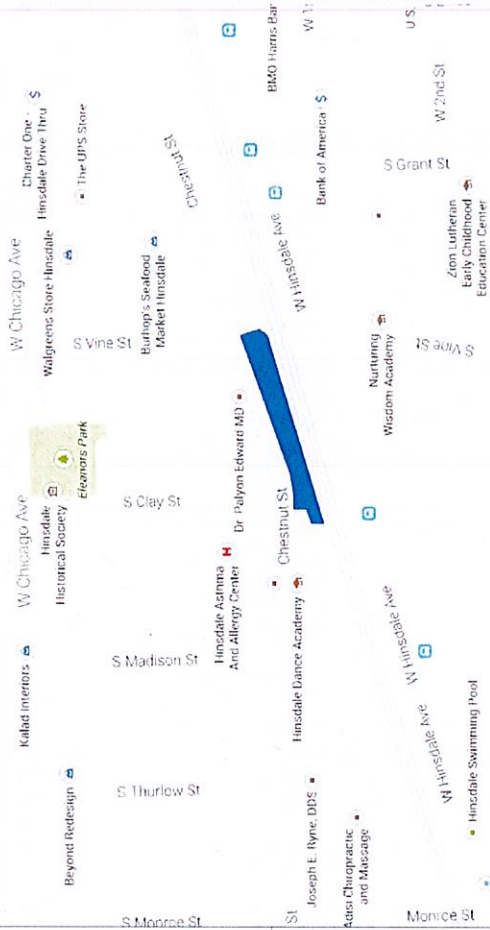 Kalad Interiors
W Chicago Ave
W Chicago Ave
Charter One -
Hinsdale Drive Thru
Walgreens Store Hinsdale
The UPS Store
Hinsdale
Historical Society
Eleanors Park
Beyond Redesign
S Vine St
Burhop's Seafood
Market Hinsdale
Chestnut St
S Clay St
S Madison St
S Thurlow St
S Monroe St
Hinsdale Asthma
And Allergy Center
H
Dr. Palyon Edward MD
Chestnut St
Hinsdale Dance Academy
W Hinsdale Ave
BMO Harris Bar
Bank of America
$
$
W 1
U.S.
Joseph E. Ryne, DDS
St
Adisi Chiropractic
and Massage
W Hinsdale Ave
W Hinsdale Ave
Nurturing
Wisdom Academy
S Vine St
S Grant St
W 2nd St
Zion Lutheran
Early Childhood
Education Center
Monroe St
Hinsdale Swimming Pool